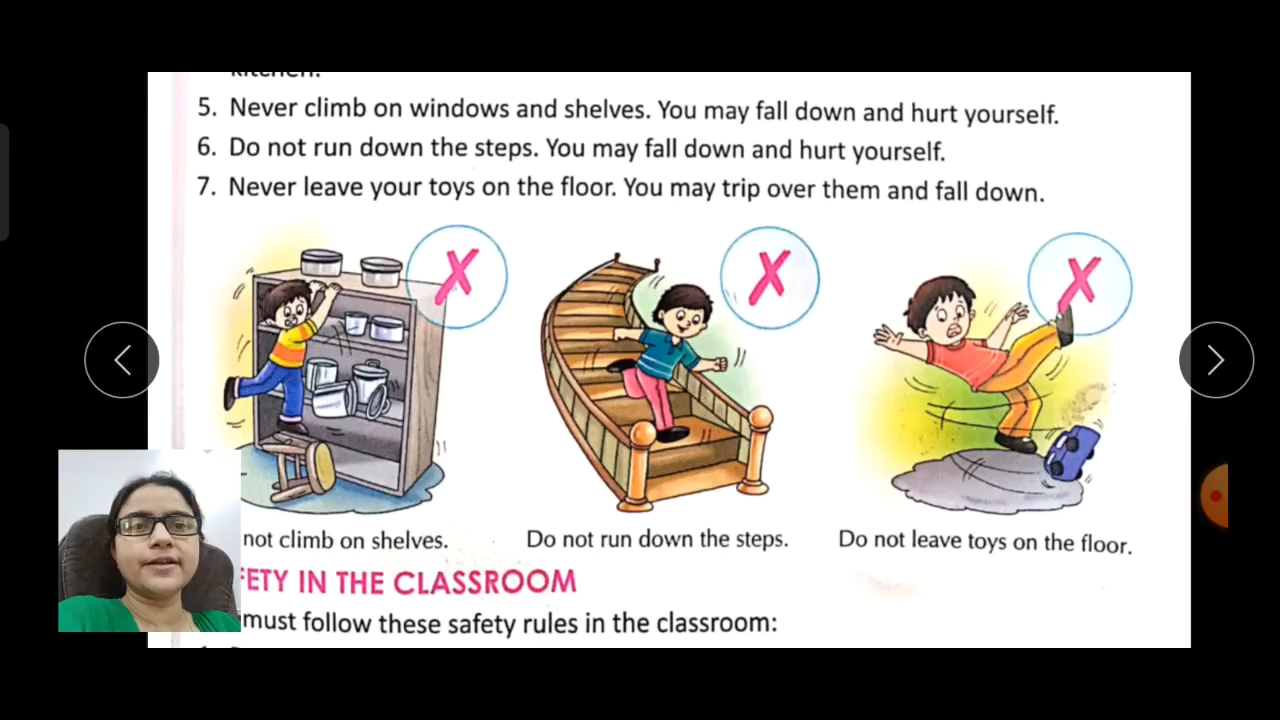 kitchen.
5. Never climb on windows and shelves. You may fall down and hurt yourself.
6. Do not run down the steps. You may fall down and hurt yourself.
7. Never leave your toys on the floor. You may trip over them and fall down.
X X X
not climb on shelves. Do not run down the steps. Do not leave toys on the floor.
ETY IN THE CLASSROOM
must follow these safety rules in the classroom: